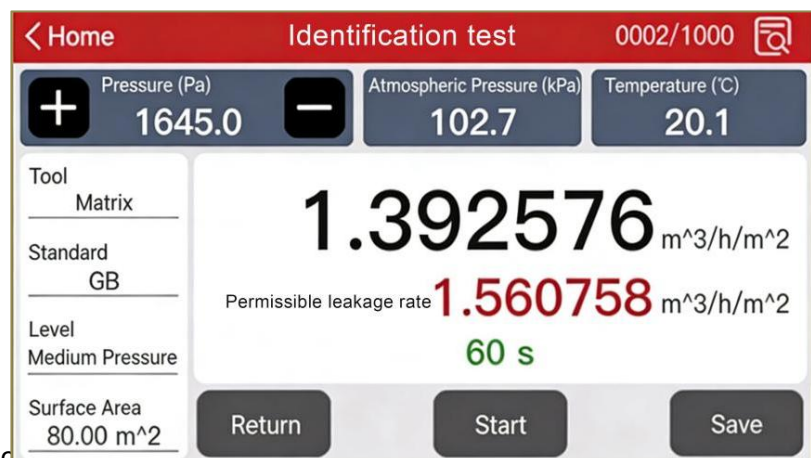 < Home Identification test 0002/1000
Pressure (Pa) Atmospheric Pressure (kPa) Temperature (℃)
+ 1645.0 − 102.7 20.1
Tool
Matrix
Standard
GB
Level
Medium Pressure
Surface Area
80.00 m^2
1.392576 m^3/h/m^2
Permissible leakage rate 1.560758 m^3/h/m^2
60 s
Return Start Save